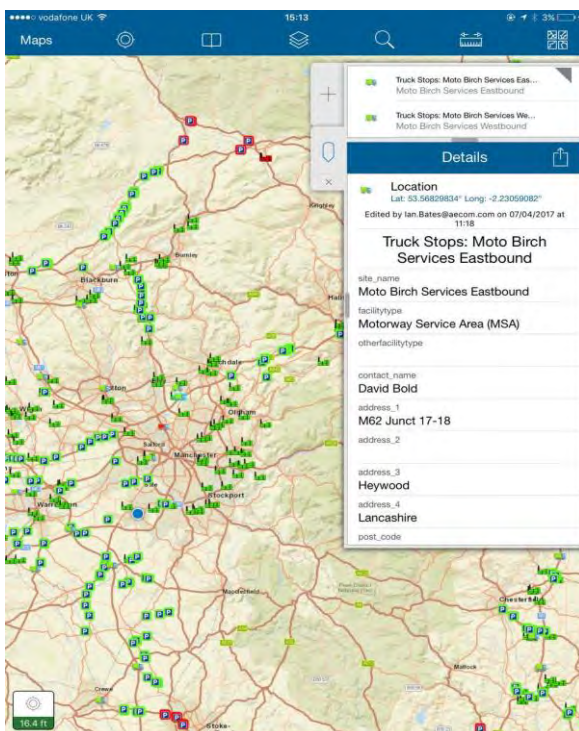 vodafone UK
15:13
3%
Maps
Truck Stops: Moto Birch Services Eas...
Moto Birch Services Eastbound
Truck Stops: Moto Birch Services We...
Moto Birch Services Westbound
Details
Location
Lat: 53.56829834° Long: -2.23059082°
Edited by Ian.Bates@aecom.com on 07/04/2017 at
11:18
Truck Stops: Moto Birch
Services Eastbound
site_name
Moto Birch Services Eastbound
facilitytype
Motorway Service Area (MSA)
otherfacilitytype
contact_name
David Bold
address_1
M62 Junct 17-18
address_2
address_3
Heywood
address_4
Lancashire
post_code
Keighley
Burnley
Blackburn
Oldham
Salford
Manchester
Stockport
Macclesfield
Matlock
Crewe
Stoke-
16.4 ft